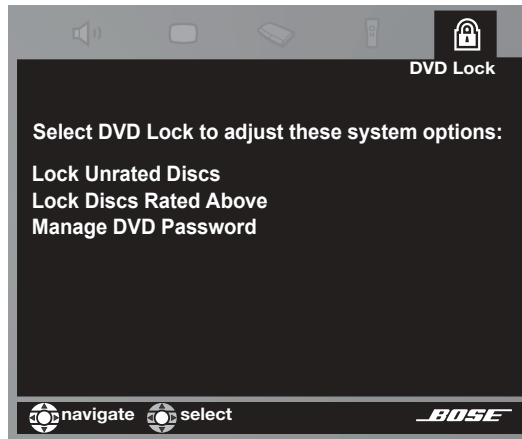 DVD Lock
Select DVD Lock to adjust these system options:
Lock Unrated Discs
Lock Discs Rated Above
Manage DVD Password
navigate select BOSE